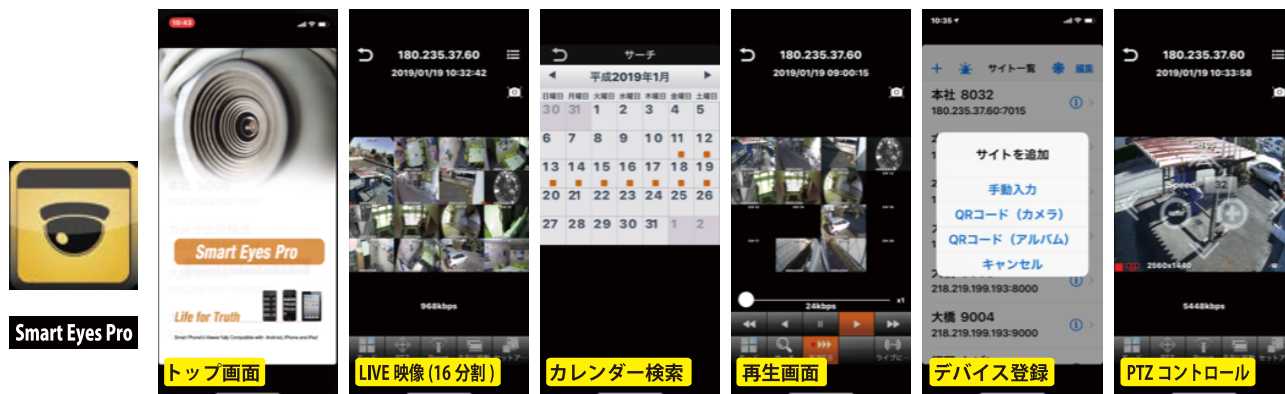 Smart Eyes Pro
10:43
Smart Eyes Pro
Life for Truth
Smart Phone's Viewer fully Compatible with Android, iPhone and iPad
トップ画面
180.235.37.60
2019/01/19 10:32:42
968kbps
LIVE 映像 (16 分割 )
サーチ
平成2019年1月
日曜日 月曜日 火曜日 水曜日 木曜日 金曜日 土曜日
30 31 1 2 3 4 5
6 7 8 9 10 11 12
13 14 15 16 17 18 19
20 21 22 23 24 25 26
27 28 29 30 31 1 2
カレンダー検索
180.235.37.60
2019/01/19 09:00:15
x1
24kbps
再生画面
10:35
サイト一覧
編集
本社 8032
180.235.37.60:7015
サイトを追加
手動入力
QRコード（カメラ）
QRコード（アルバム）
キャンセル
218.219.199.193:8000
大橋 9004
218.219.199.193:9000
デバイス登録
180.235.37.60
2019/01/19 10:33:58
Speed
32
2560x1440
5448kbps
PTZ コントロール